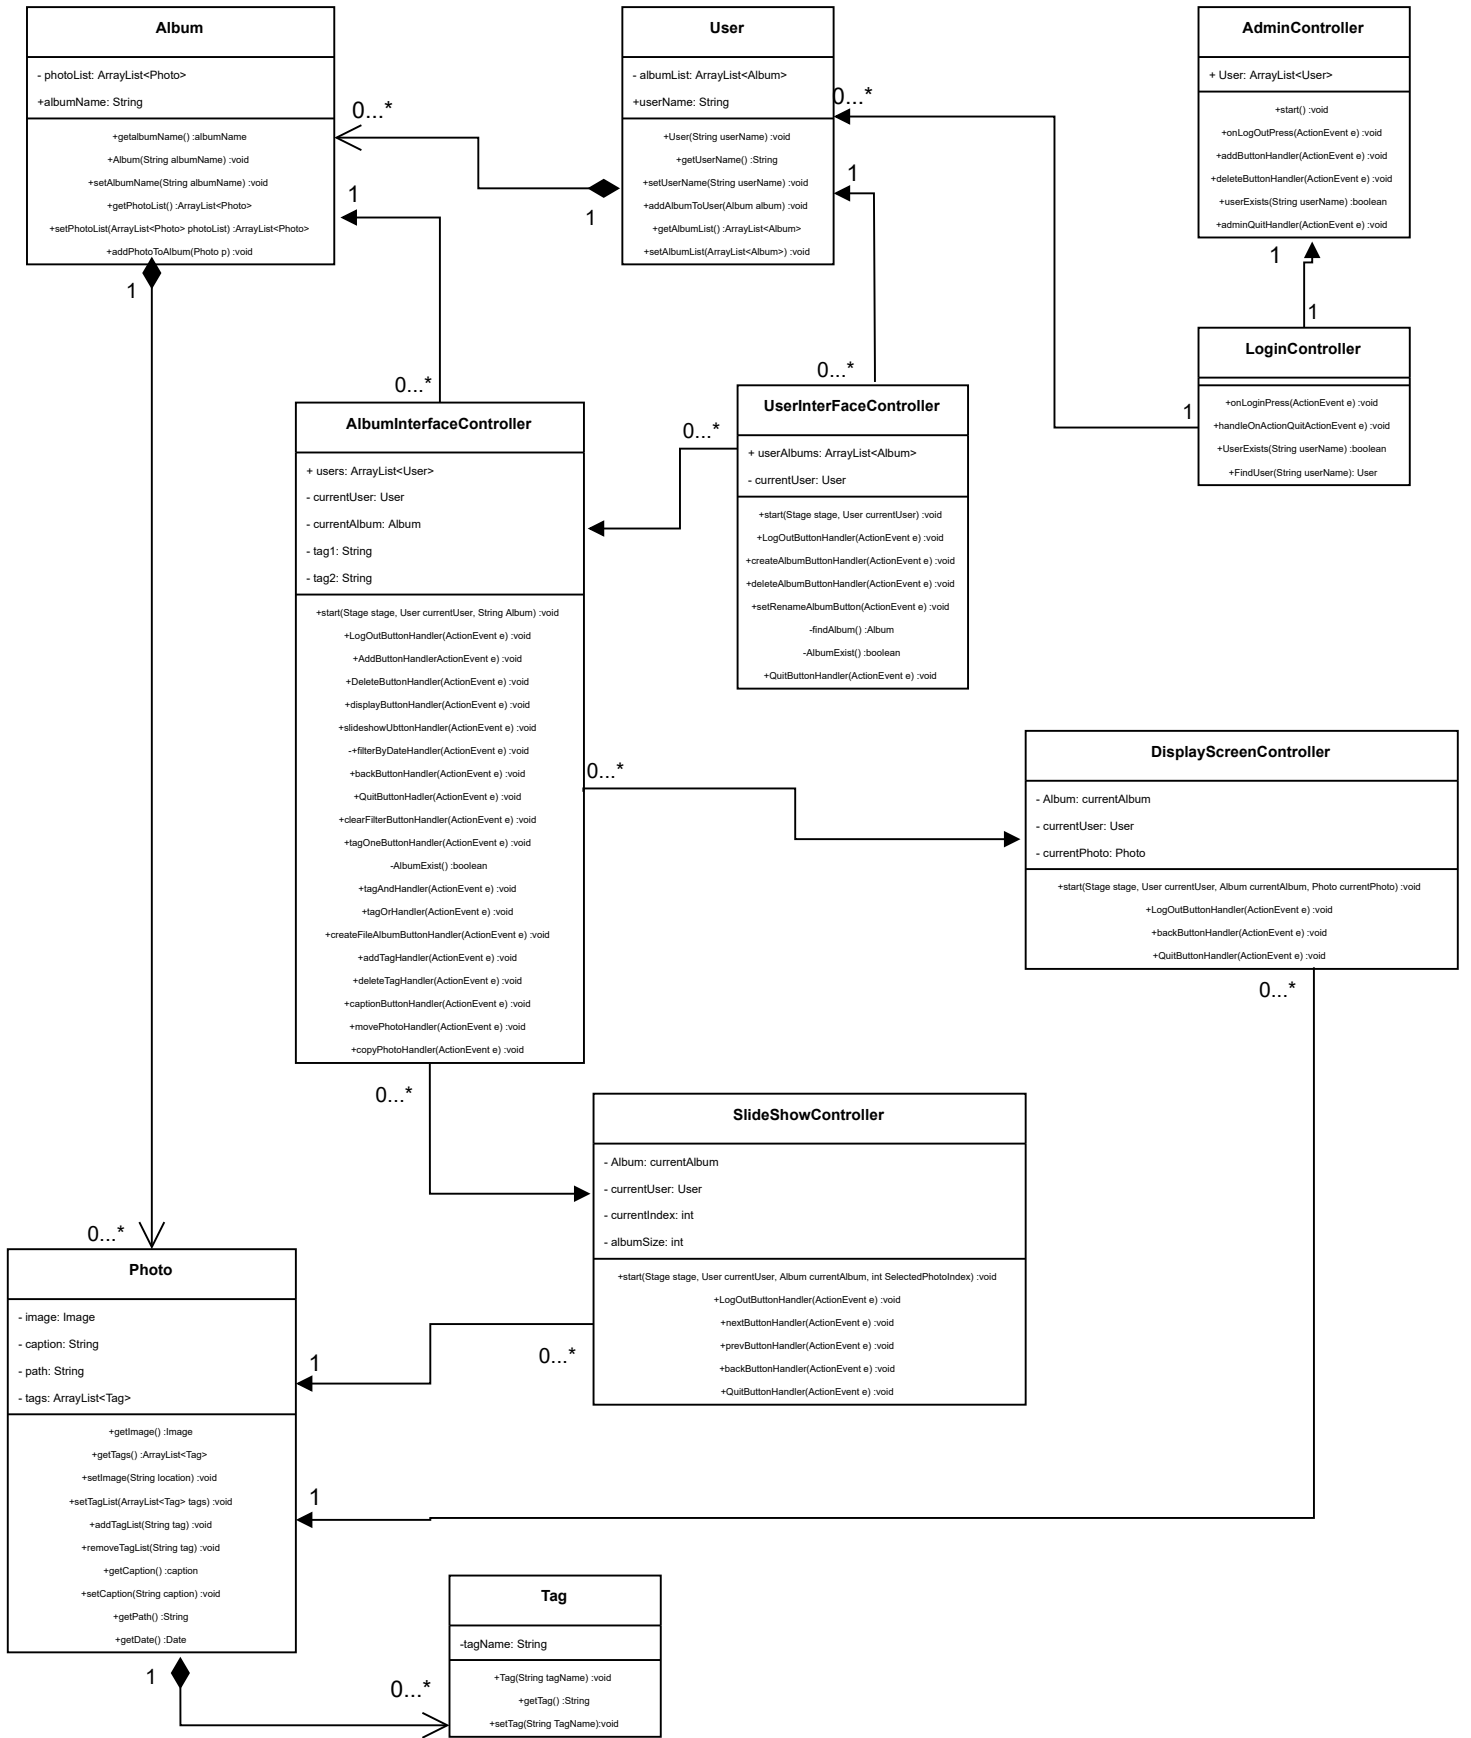 Album
- photoList: ArrayList<Photo>
+albumName: String
+getalbumName() :albumName
+Album(String albumName) :void
+setAlbumName(String albumName) :void
+getPhotoList() :ArrayList<Photo>
+setPhotoList(ArrayList<Photo> photoList) :ArrayList<Photo>
+addPhotoToAlbum(Photo p) :void
0...*
1
1
User
- albumList: ArrayList<Album>
+userName: String
+User(String userName) :void
+getUserName() :String
+setUserName(String userName) :void
+addAlbumToUser(Album album) :void
+getAlbumList() :ArrayList<Album>
+setAlbumList(ArrayList<Album>) :void
1
0...*
1
AdminController
+ User: ArrayList<User>
+start() :void
+onLogOutPress(ActionEvent e) :void
+addButtonHandler(ActionEvent e) :void
+deleteButtonHandler(ActionEvent e) :void
+userExists(String userName) :boolean
+adminQuitHandler(ActionEvent e) :void
1
1
LoginController
+onLoginPress(ActionEvent e) :void
+handleOnActionQuitActionEvent e) :void
+UserExists(String userName) :boolean
+FindUser(String userName): User
1
0...*
AlbumInterfaceController
+ users: ArrayList<User>
- currentUser: User
- currentAlbum: Album
- tag1: String
- tag2: String
+start(Stage stage, User currentUser, String Album) :void
+LogOutButtonHandler(ActionEvent e) :void
+AddButtonHandlerActionEvent e) :void
+DeleteButtonHandler(ActionEvent e) :void
+displayButtonHandler(ActionEvent e) :void
+slideshowUbttonHandler(ActionEvent e) :void
-+filterByDateHandler(ActionEvent e) :void
+backButtonHandler(ActionEvent e) :void
+QuitButtonHadler(ActionEvent e) :void
+clearFilterButtonHandler(ActionEvent e) :void
+tagOneButtonHandler(ActionEvent e) :void
-AlbumExist() :boolean
+tagAndHandler(ActionEvent e) :void
+tagOrHandler(ActionEvent e) :void
+createFileAlbumButtonHandler(ActionEvent e) :void
+addTagHandler(ActionEvent e) :void
+deleteTagHandler(ActionEvent e) :void
+captionButtonHandler(ActionEvent e) :void
+movePhotoHandler(ActionEvent e) :void
+copyPhotoHandler(ActionEvent e) :void
0...*
0...*
0...*
0...*
UserInterFaceController
+ userAlbums: ArrayList<Album>
- currentUser: User
+start(Stage stage, User currentUser) :void
+LogOutButtonHandler(ActionEvent e) :void
+createAlbumButtonHandler(ActionEvent e) :void
+deleteAlbumButtonHandler(ActionEvent e) :void
+setRenameAlbumButton(ActionEvent e) :void
-findAlbum() :Album
-AlbumExist() :boolean
+QuitButtonHandler(ActionEvent e) :void
DisplayScreenController
- Album: currentAlbum
- currentUser: User
- currentPhoto: Photo
+start(Stage stage, User currentUser, Album currentAlbum, Photo currentPhoto) :void
+LogOutButtonHandler(ActionEvent e) :void
+backButtonHandler(ActionEvent e) :void
+QuitButtonHandler(ActionEvent e) :void
0...*
SlideShowController
- Album: currentAlbum
- currentUser: User
- currentIndex: int
- albumSize: int
+start(Stage stage, User currentUser, Album currentAlbum, int SelectedPhotoIndex) :void
+LogOutButtonHandler(ActionEvent e) :void
+nextButtonHandler(ActionEvent e) :void
+prevButtonHandler(ActionEvent e) :void
+backButtonHandler(ActionEvent e) :void
+QuitButtonHandler(ActionEvent e) :void
0...*
0...*
Photo
- image: Image
- caption: String
- path: String
- tags: ArrayList<Tag>
+getImage() :Image
+getTags() :ArrayList<Tag>
+setImage(String location) :void
+setTagList(ArrayList<Tag> tags) :void
+addTagList(String tag) :void
+removeTagList(String tag) :void
+getCaption() :caption
+setCaption(String caption) :void
+getPath() :String
+getDate() :Date
1
1
1
0...*
Tag
-tagName: String
+Tag(String tagName) :void
+getTag() :String
+setTag(String TagName):void